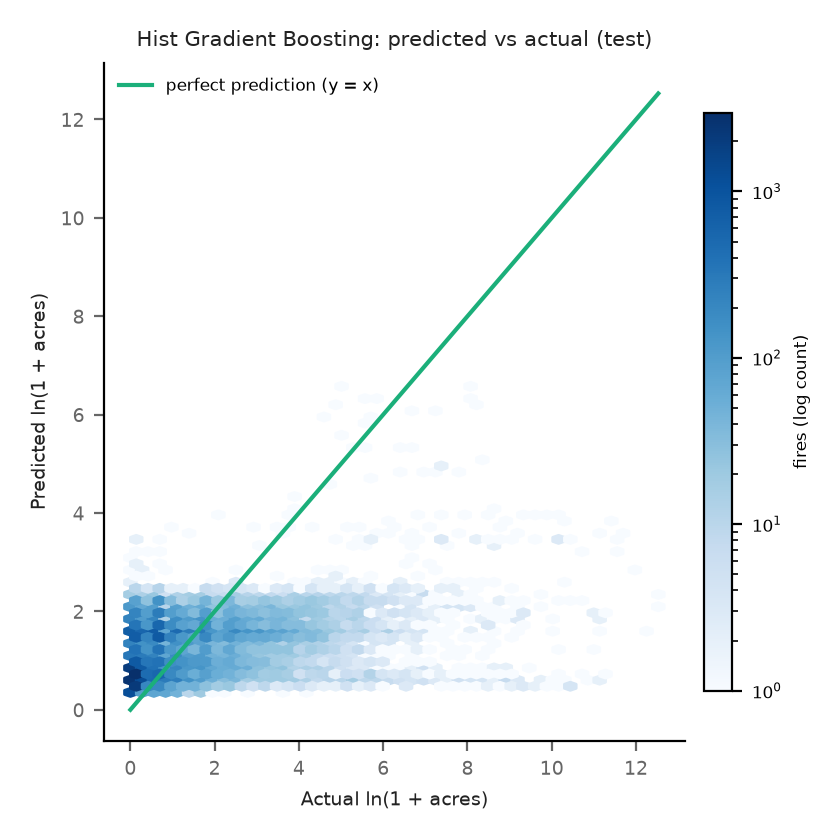 Hist Gradient Boosting: predicted vs actual (test)
perfect prediction (y = x)
12
10
8
6
4
2
0
Predicted ln(1 + acres)
0 2 4 6 8 10 12
Actual ln(1 + acres)
10³
10²
10¹
10⁰
fires (log count)